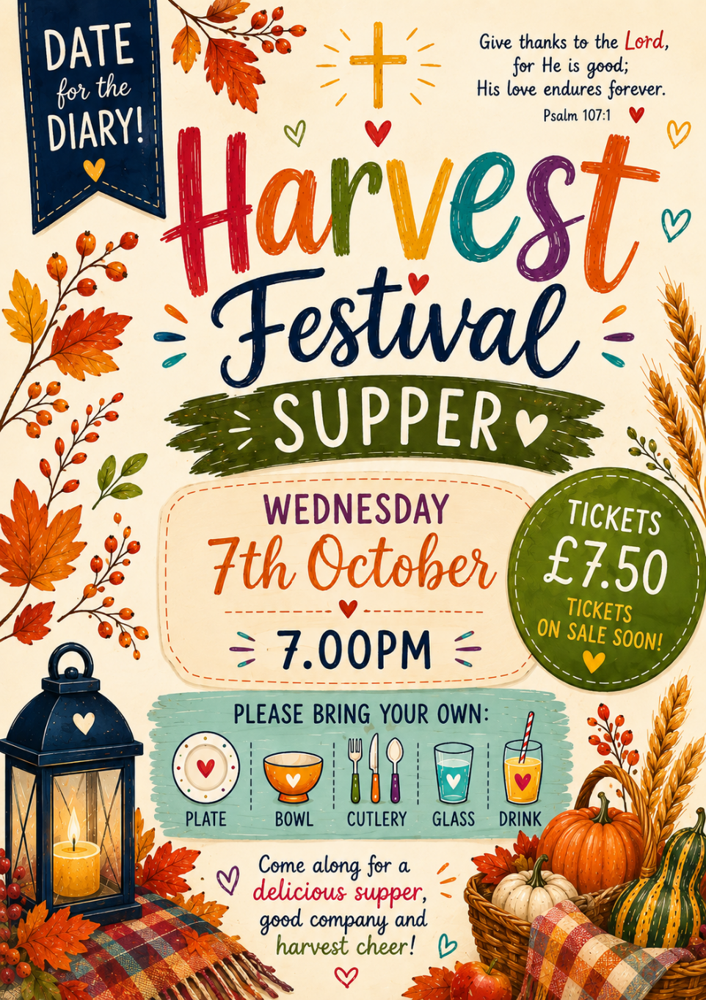 DATE
for the
DIARY!
Give thanks to the Lord,
for He is good;
His love endures forever.
Psalm 107:1
Harvest
Festival
SUPPER
WEDNESDAY
7th October
7.00PM
TICKETS
£7.50
TICKETS
ON SALE SOON!
PLEASE BRING YOUR OWN:
PLATE
BOWL
CUTLERY
GLASS
DRINK
Come along for a
delicious supper,
good company and
harvest cheer!